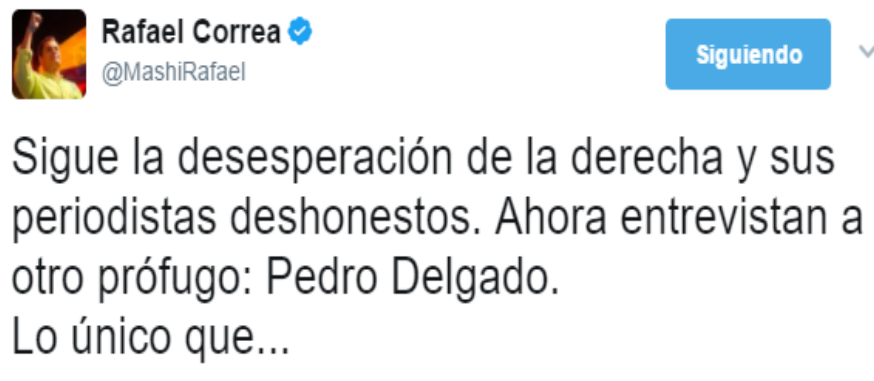 Rafael Correa
@MashiRafael
Siguiendo
Sigue la desesperación de la derecha y sus
periodistas deshonestos. Ahora entrevistan a
otro prófugo: Pedro Delgado.
Lo único que...